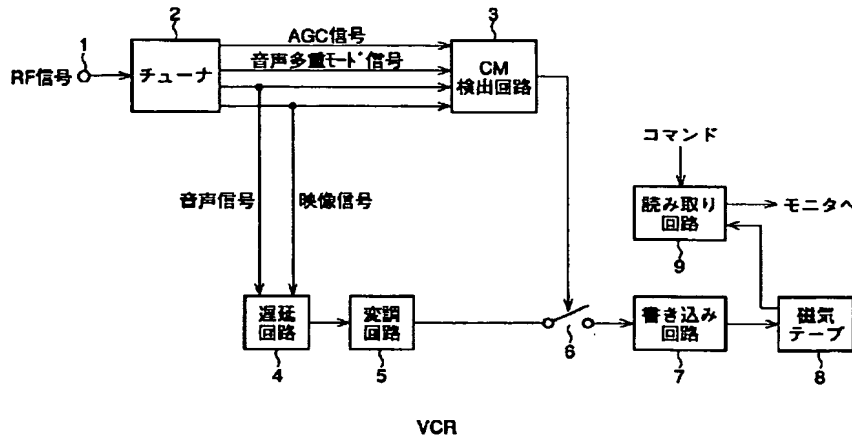 1
RF信号
2
チューナ
AGC信号
音声多重モード信号
3
CM
検出回路
音声信号
映像信号
コマンド
読み取り
回路
9
モニタへ
遅延
回路
4
変調
回路
5
6
書き込み
回路
7
磁気
テープ
8
VCR